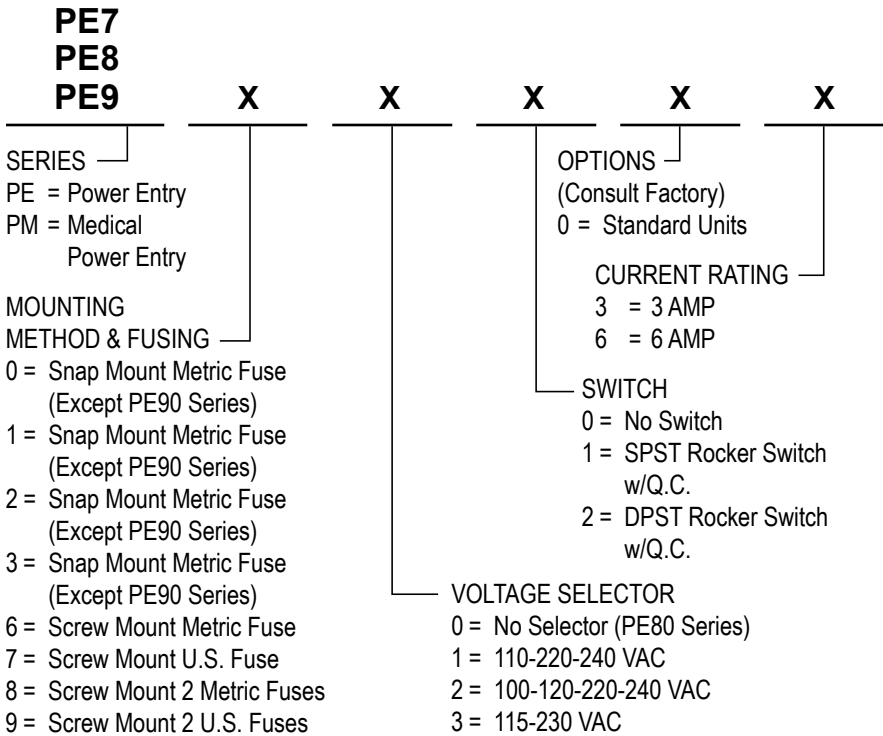 PE7
PE8
PE9 X X X X X
SERIES
PE = Power Entry
PM = Medical
Power Entry
MOUNTING
METHOD & FUSING
0 = Snap Mount Metric Fuse
(Except PE90 Series)
1 = Snap Mount Metric Fuse
(Except PE90 Series)
2 = Snap Mount Metric Fuse
(Except PE90 Series)
3 = Snap Mount Metric Fuse
(Except PE90 Series)
6 = Screw Mount Metric Fuse
7 = Screw Mount U.S. Fuse
8 = Screw Mount 2 Metric Fuses
9 = Screw Mount 2 U.S. Fuses
OPTIONS
(Consult Factory)
0 = Standard Units
CURRENT RATING
3 = 3 AMP
6 = 6 AMP
SWITCH
0 = No Switch
1 = SPST Rocker Switch
w/Q.C.
2 = DPST Rocker Switch
w/Q.C.
VOLTAGE SELECTOR
0 = No Selector (PE80 Series)
1 = 110-220-240 VAC
2 = 100-120-220-240 VAC
3 = 115-230 VAC